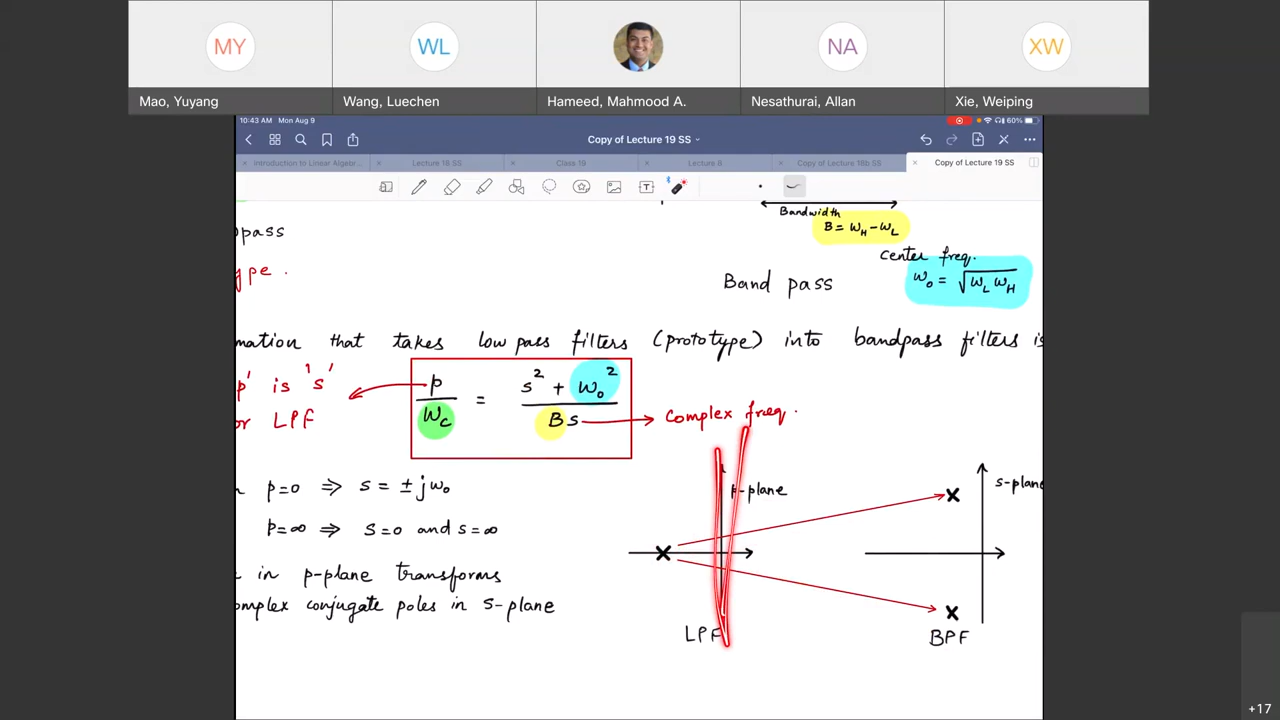 MY
WL
NA
XW
Mao, Yuyang
Wang, Luechen
Hameed, Mahmood A.
Nesathurai, Allan
Xie, Weiping
10:43 AM Mon Aug 9
60%
Copy of Lecture 19 SS
Introduction to Linear Algebr...
Lecture 18 SS
Class 19
Lecture 8
Copy of Lecture 18b SS
Copy of Lecture 19 SS
Bandwidth
B = ω_H - ω_L
pass
center freq.
ype.
Band pass
ω_0 = √ω_L ω_H
mation that takes low pass filters (prototype) into bandpass filters is
p' is 's'
or LPF
p/ω_c = s² + ω_0² / Bs
complex freq.
p-plane
s-plane
p=0 ⇒ s = ±jω_0
p=∞ ⇒ s=0 and s=∞
in p-plane transforms
omplex conjugate poles in s-plane
LPF
BPF
+17